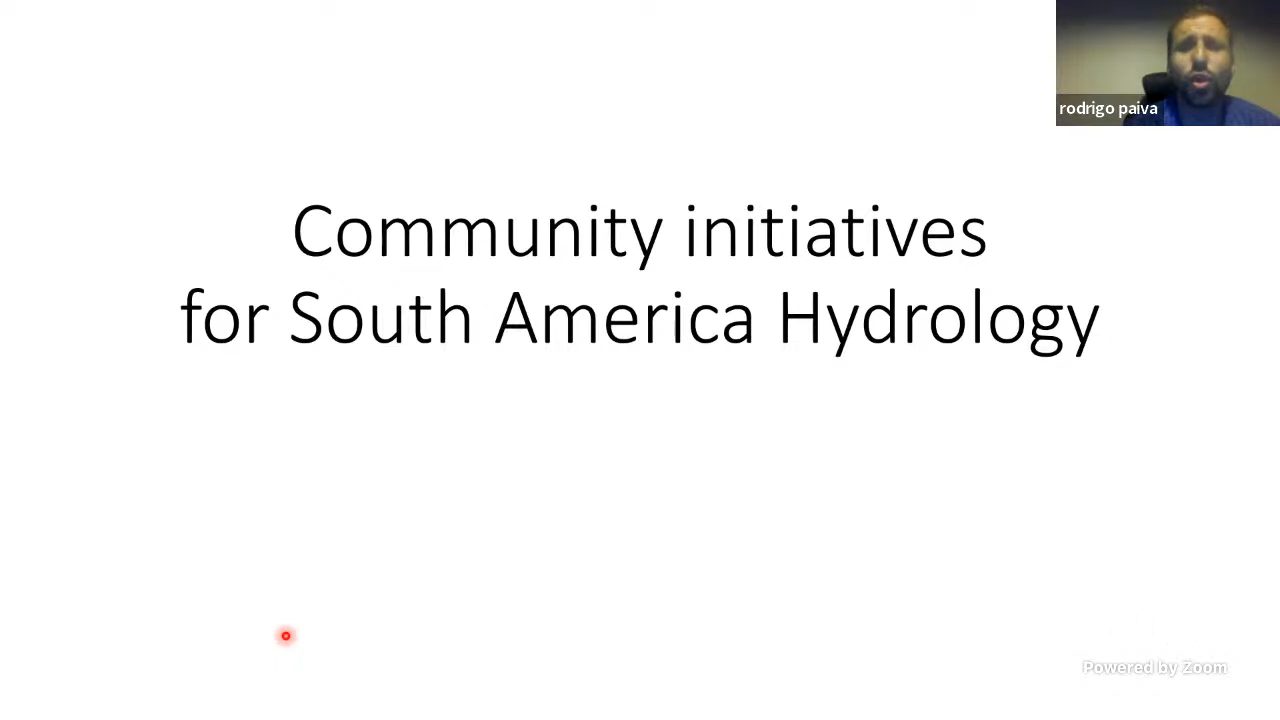 rodrigo paiva
Community initiatives
for South America Hydrology
Powered by Zoom